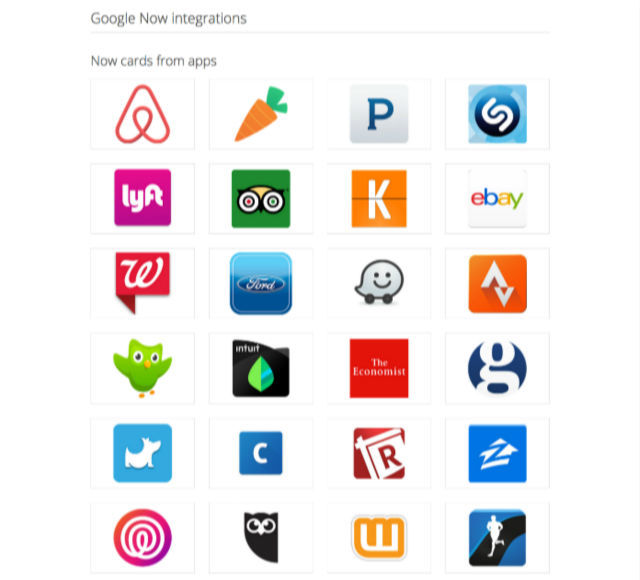 Google Now integrations
Now cards from apps
P
lyft
K
ebay
W
Ford
intuit
The
Economist
g
C
R
Z
W